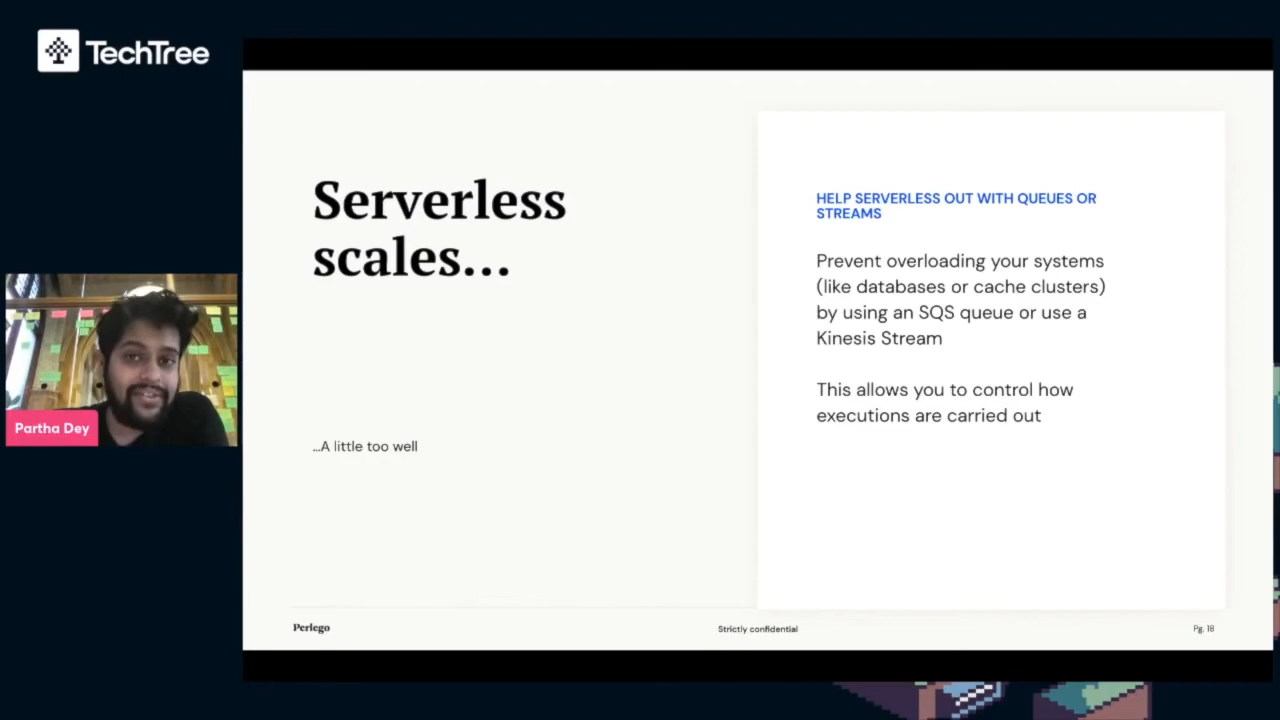 TechTree
Serverless
scales...
...A little too well
HELP SERVERLESS OUT WITH QUEUES OR
STREAMS
Prevent overloading your systems
(like databases or cache clusters)
by using an SQS queue or use a
Kinesis Stream
This allows you to control how
executions are carried out
Partha Dey
Perlego
Strictly confidential
Pg. 18